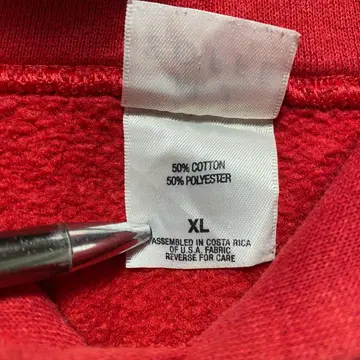 50% COTTON
50% POLYESTER
XL
ASSEMBLED IN COSTA RICA
OF U.S.A. FABRIC
REVERSE FOR CARE